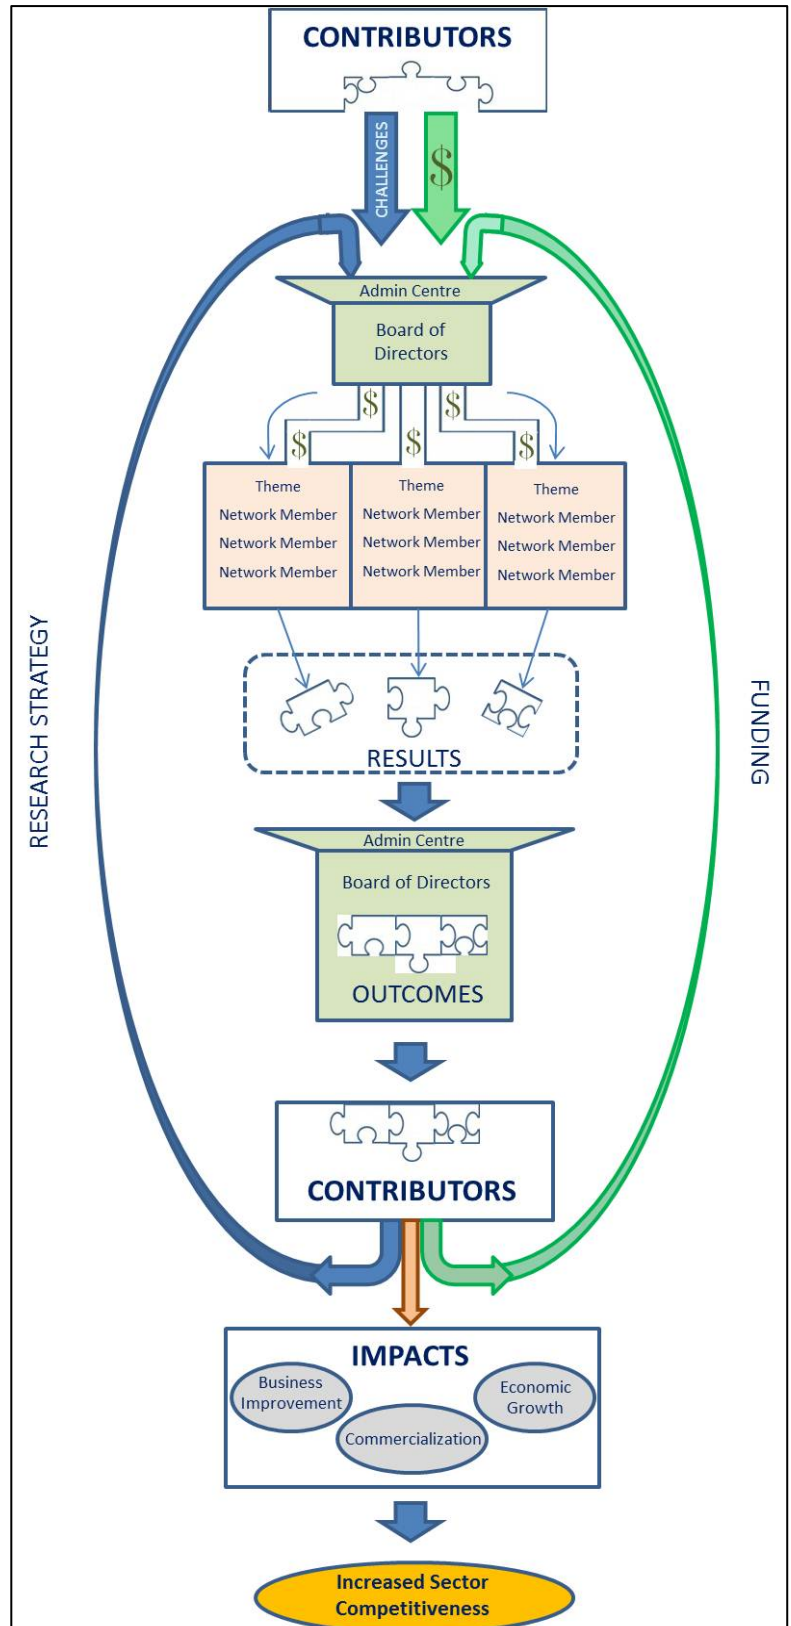 CONTRIBUTORS
CHALLENGES
$
Admin Centre
Board of
Directors
$ $
$ $ $
Theme
Network Member
Network Member
Network Member
Theme
Network Member
Network Member
Network Member
Theme
Network Member
Network Member
Network Member
RESEARCH STRATEGY
FUNDING
RESULTS
Admin Centre
Board of Directors
OUTCOMES
CONTRIBUTORS
IMPACTS
Business
Improvement
Commercialization
Economic
Growth
Increased Sector
Competitiveness